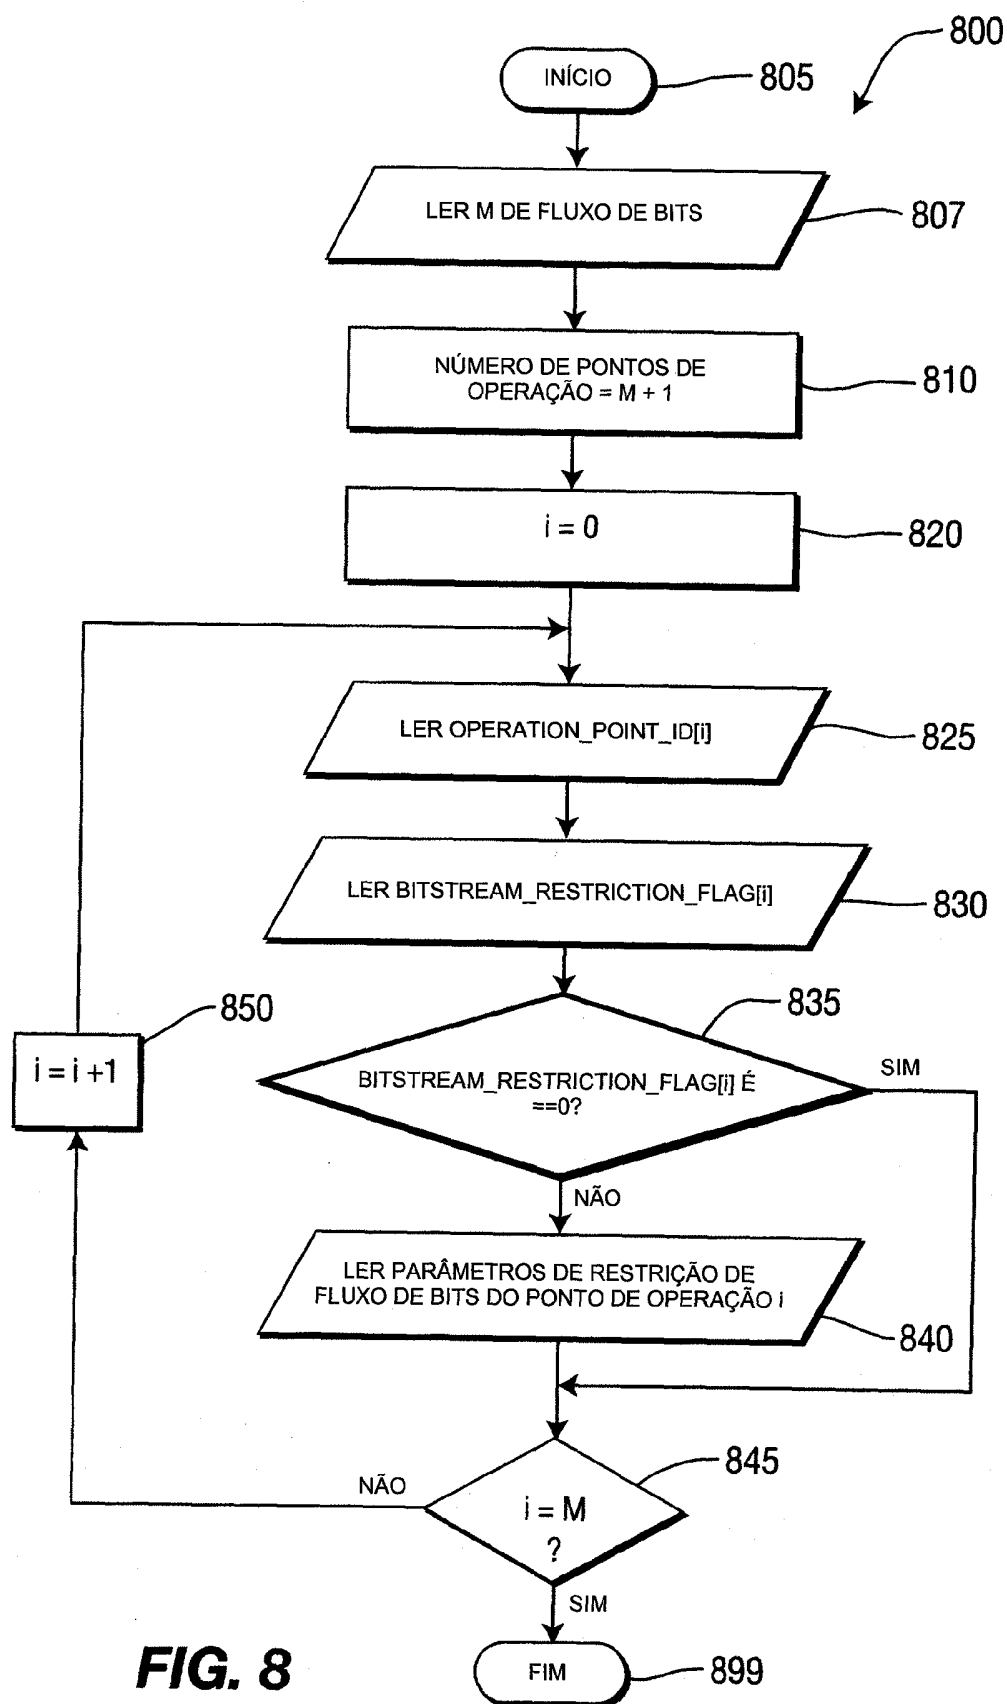 800
INÍCIO
805
LER M DE FLUXO DE BITS
807
NÚMERO DE PONTOS DE
OPERAÇÃO = M + 1
810
i = 0
820
LER OPERATION_POINT_ID[i]
825
LER BITSTREAM_RESTRICTION_FLAG[i]
830
835
850
i = i +1
BITSTREAM_RESTRICTION_FLAG[i] É
==0?
SIM
NÃO
LER PARÂMETROS DE RESTRIÇÃO DE
FLUXO DE BITS DO PONTO DE OPERAÇÃO i
840
845
NÃO
i = M
?
SIM
FIM
899
FIG. 8